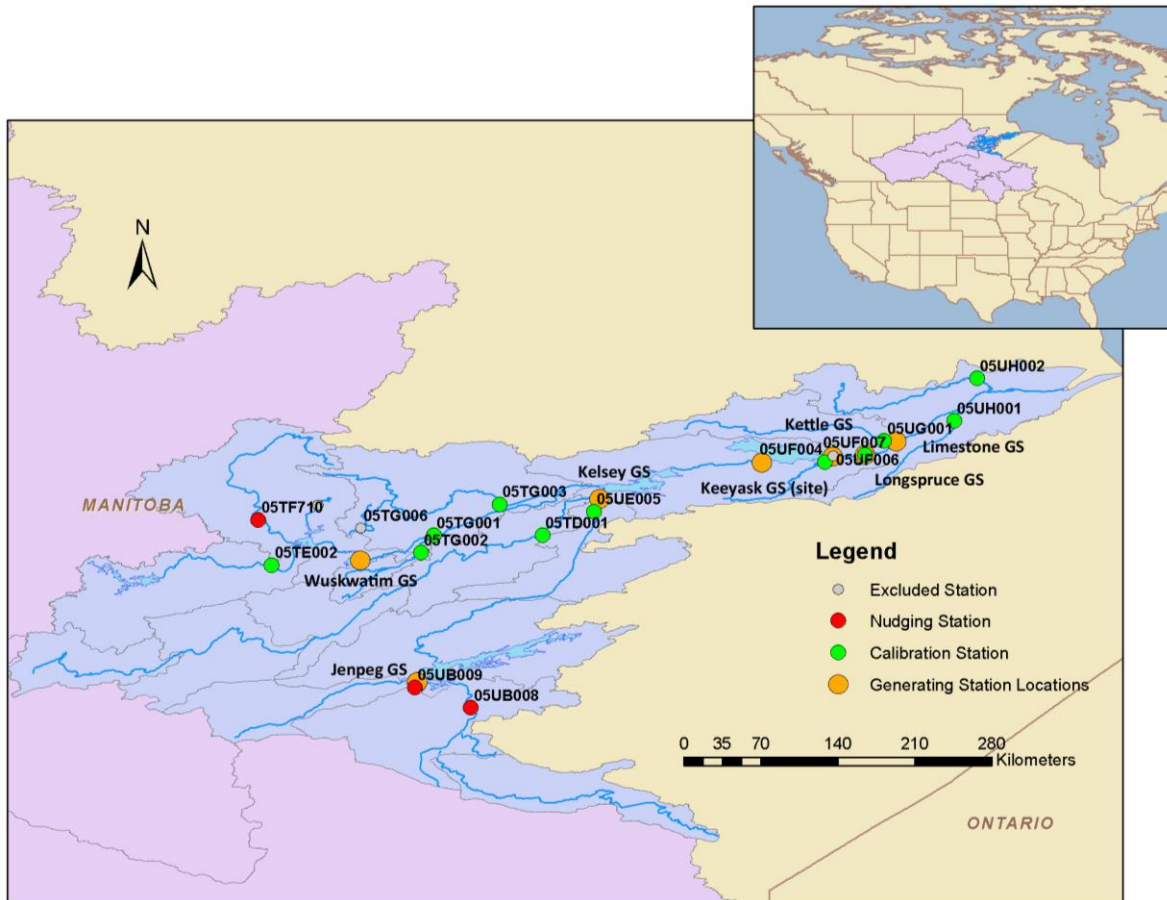 N
MANITOBA
ONTARIO
05UH002
05UH001
Kettle GS
05UG001
05UF007
05UF004
05UF006
Limestone GS
Kelsey GS
Keeyask GS (site)
Longspruce GS
05UE005
05TG003
05TD001
05TF710
05TG006
05TG001
05TG002
05TE002
Wuskwatim GS
Jenpeg GS
05UB009
05UB008
Legend
Excluded Station
Nudging Station
Calibration Station
Generating Station Locations
0 35 70 140 210 280
Kilometers